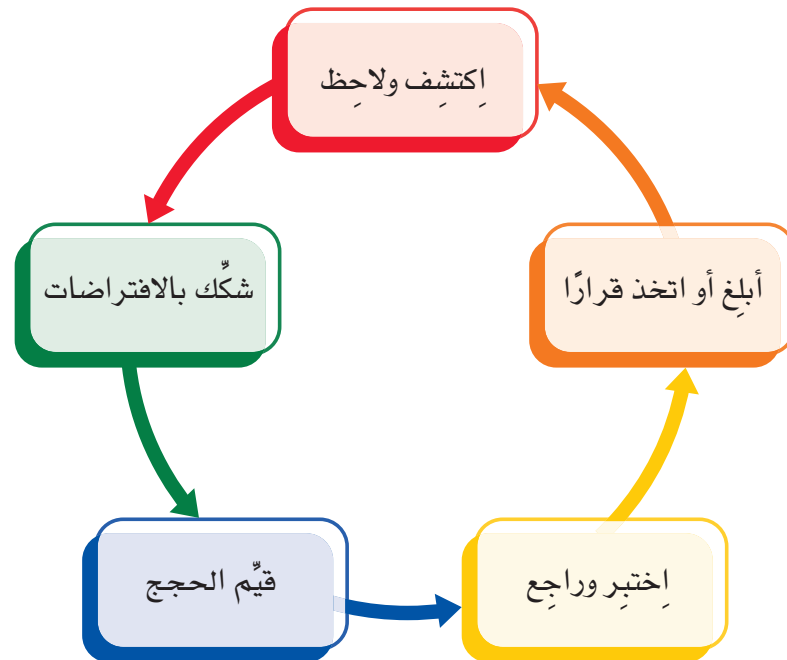 اِكتشِف ولاحِظ
شكِّك بالافتراضات
قيِّم الحجج
اِختبِر وراجِع
أبلِغ أو اتخذ قرارًا